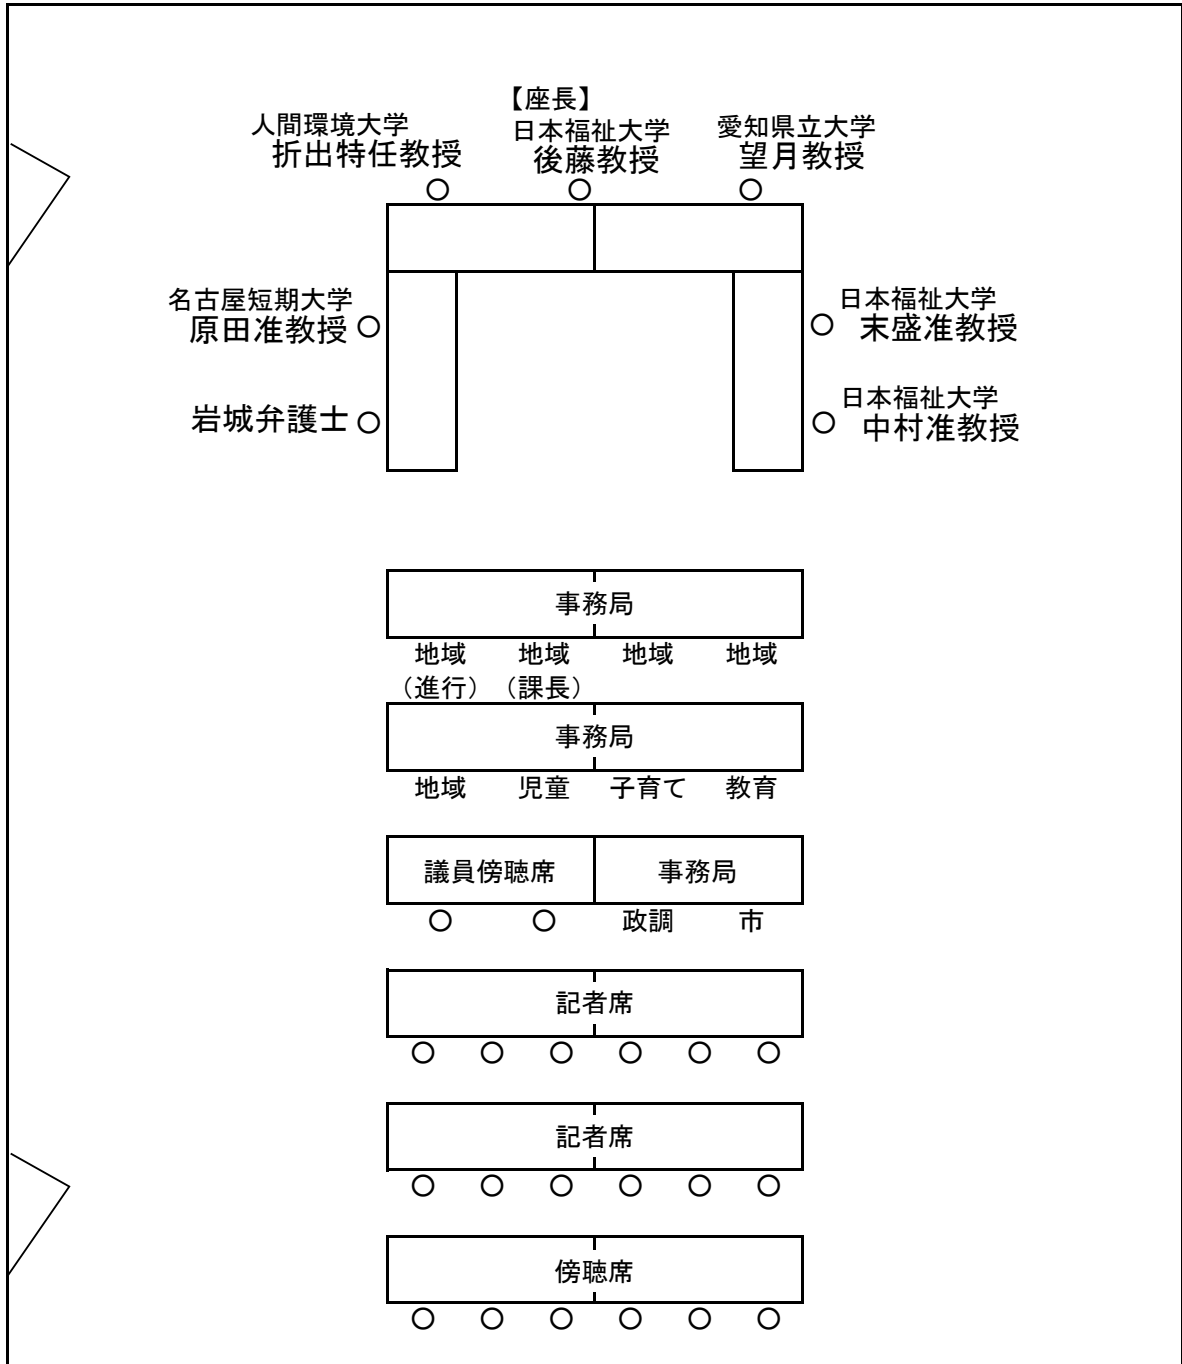 【座長】
人間環境大学
折出特任教授
日本福祉大学
後藤教授
愛知県立大学
望月教授
名古屋短期大学
原田准教授
日本福祉大学
末盛准教授
岩城弁護士
日本福祉大学
中村准教授
事務局
地域 地域 地域 地域
（進行） （課長）
事務局
地域 児童 子育て 教育
議員傍聴席 事務局
政調 市
記者席
記者席
傍聴席